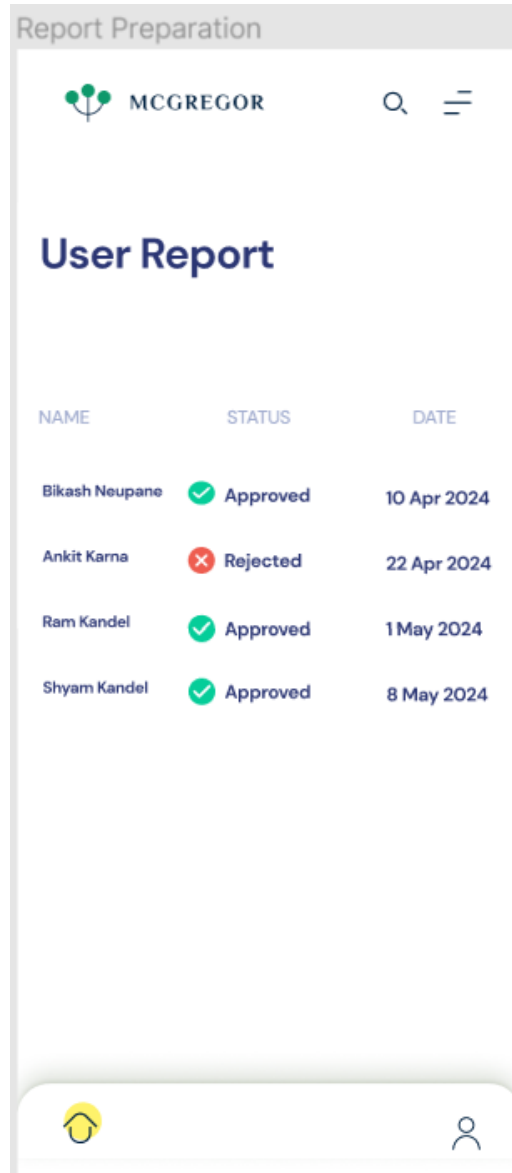 Report Preparation
MCGREGOR
User Report
NAME STATUS DATE
Bikash Neupane Approved 10 Apr 2024
Ankit Karna Rejected 22 Apr 2024
Ram Kandel Approved 1 May 2024
Shyam Kandel Approved 8 May 2024